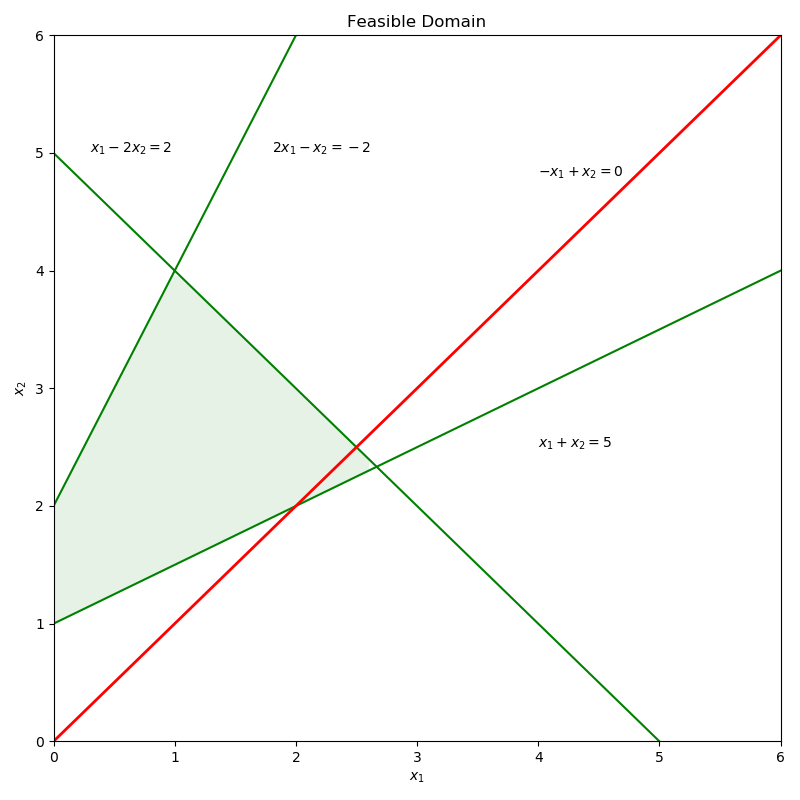 Feasible Domain
6
5
4
3
2
1
0
x₂
x₁ − 2x₂ = 2
2x₁ − x₂ = −2
−x₁ + x₂ = 0
x₁ + x₂ = 5
0 1 2 3 4 5 6
x₁